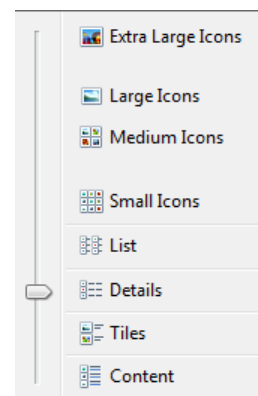 Extra Large Icons
Large Icons
Medium Icons
Small Icons
List
Details
Tiles
Content